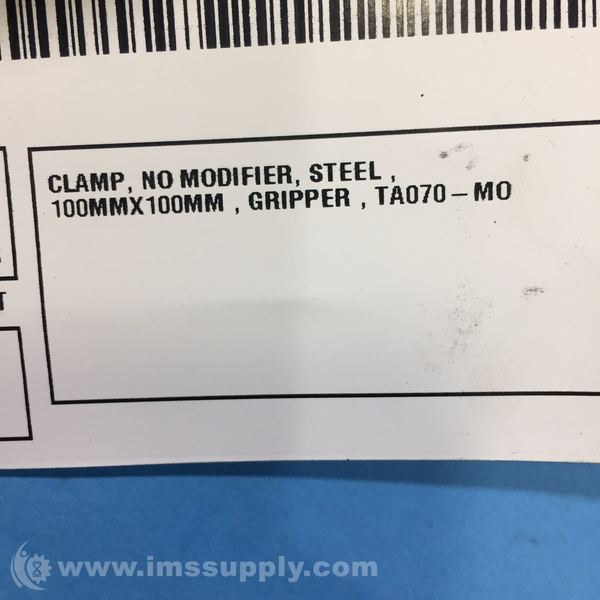 CLAMP, NO MODIFIER, STEEL ,
100MMX100MM , GRIPPER , TA070-MO
T
www.imssupply.com